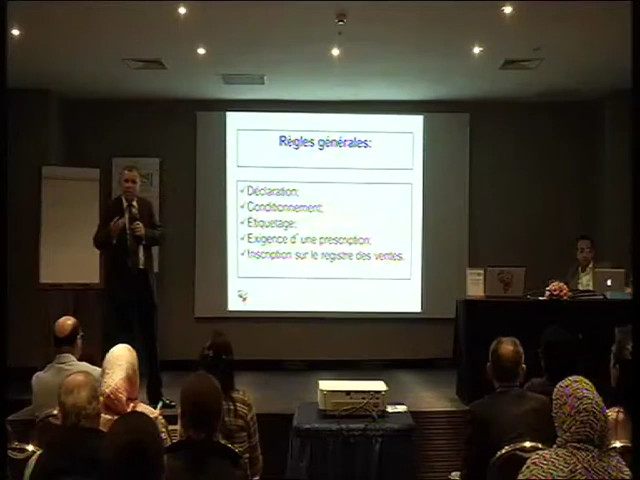 Règles générales:
✓Déclaration;
✓Conditionnement;
✓Étiquetage;
✓Exigence d'une prescription;
✓Inscription sur le registre des ventes.